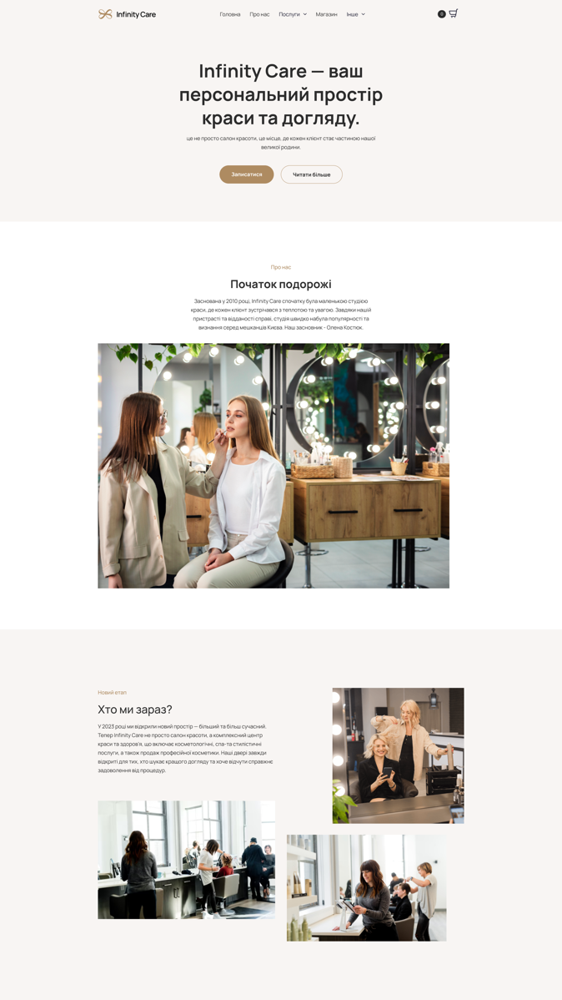 Infinity Care
Головна
Про нас
Послуги
Магазин
Інше
0
Infinity Care — ваш
персональний простір
краси та догляду.
це не просто салон красоти, це місце, де кожен клієнт стає частиною нашої
великої родини.
Записатися
Читати більше
Про нас
Початок подорожі
Заснована у 2010 році, Infinity Care спочатку була маленькою студією
краси, де кожен клієнт зустрічався з теплотою та увагою. Завдяки нашій
пристрасті та відданості справі, студія швидко набула популярності та
визнання серед мешканців Києва. Наш засновник - Олена Костюк.
Новий етап
Хто ми зараз?
У 2023 році ми відкрили новий простір — більший та більш сучасний.
Тепер Infinity Care не просто салон красоти, а комплексний центр
краси та здоров'я, що включає косметологічні, спа-та стилістичні
послуги, а також продаж професійної косметики. Наші двері завжди
відкриті для тих, хто шукає кращого догляду та хоче відчути справжнє
задоволення від процедур.